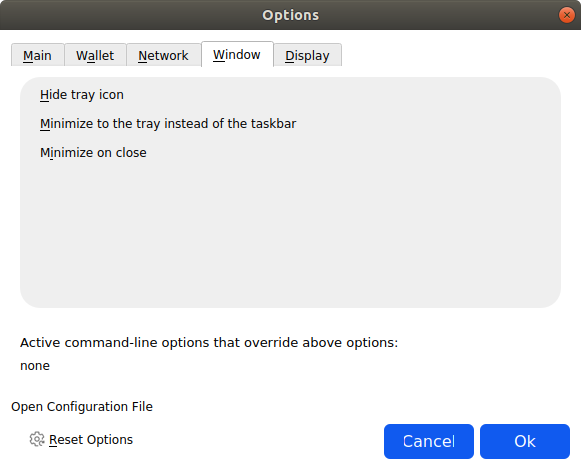 Options
Main Wallet Network Window Display
Hide tray icon
Minimize to the tray instead of the taskbar
Minimize on close
Active command-line options that override above options:
none
Open Configuration File
Reset Options Cancel Ok